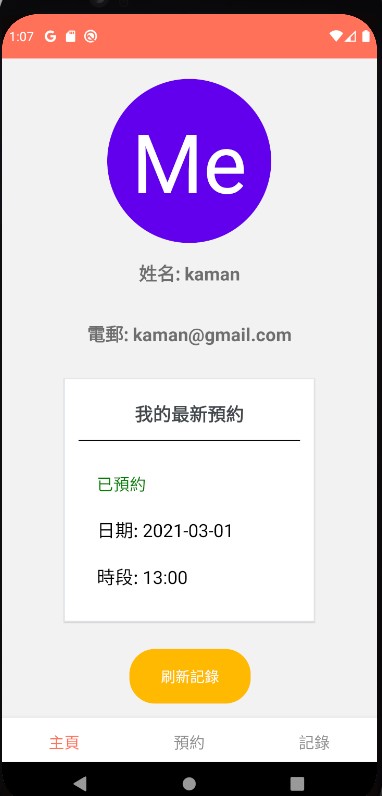 1:07
Me
姓名: kaman
電郵: kaman@gmail.com
我的最新預約
已預約
日期: 2021-03-01
時段: 13:00
刷新記錄
主頁 預約 記錄